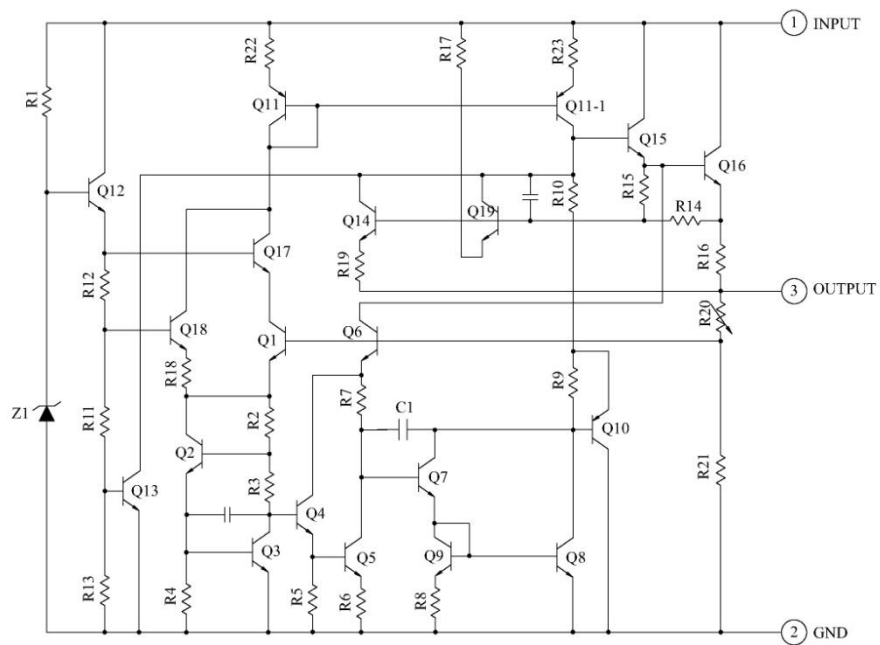 R22
R17
R23
1 INPUT
R1
Q11
Q11-1
Q15
Q16
Q12
R10
R15
R14
Q14
Q19
Q17
R19
R16
R12
3 OUTPUT
R20
Q18
Q1
Q6
R18
R7
R9
Z1
C1
R2
Q10
R11
Q2
R21
R3
Q7
Q13
Q4
Q3
Q5
Q9
Q8
R13
R4
R5
R6
R8
2 GND